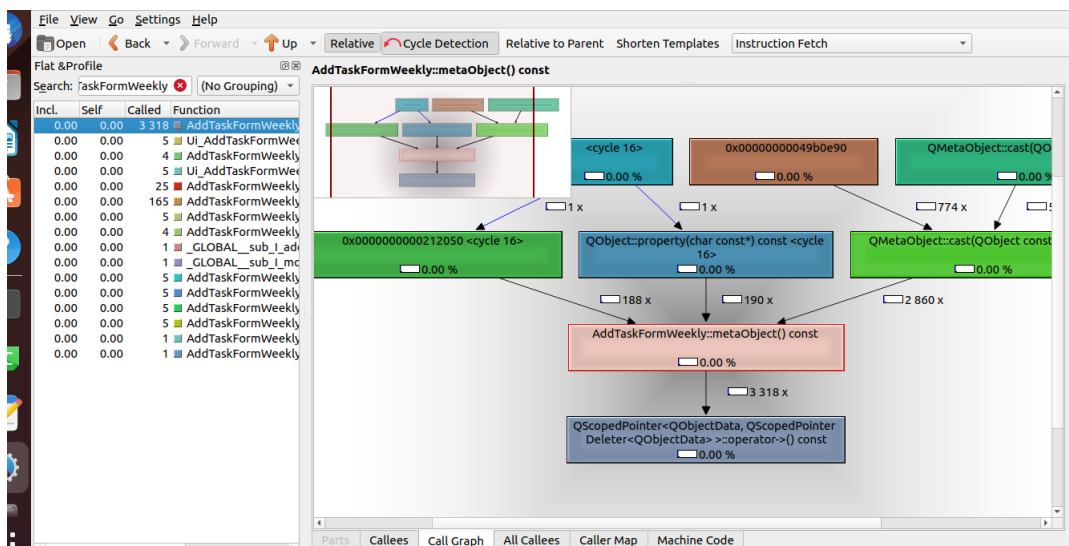 File View Go Settings Help
Open Back Forward Up Relative Cycle Detection Relative to Parent Shorten Templates Instruction Fetch
Flat &Profile
Search: TaskFormWeekly (No Grouping)
Incl. Self Called Function
0.00 0.00 3 318 AddTaskFormWeekly
0.00 0.00 5 Ui_AddTaskFormWee
0.00 0.00 4 AddTaskFormWeekly
0.00 0.00 5 Ui_AddTaskFormWee
0.00 0.00 25 AddTaskFormWeekly
0.00 0.00 165 AddTaskFormWeekly
0.00 0.00 5 AddTaskFormWeekly
0.00 0.00 4 AddTaskFormWeekly
0.00 0.00 1 _GLOBAL__sub_I_add
0.00 0.00 1 _GLOBAL__sub_I_mo
0.00 0.00 5 AddTaskFormWeekly
0.00 0.00 5 AddTaskFormWeekly
0.00 0.00 5 AddTaskFormWeekly
0.00 0.00 5 AddTaskFormWeekly
0.00 0.00 1 AddTaskFormWeekly
0.00 0.00 1 AddTaskFormWeekly
AddTaskFormWeekly::metaObject() const
<cycle 16>
0.00 %
0x00000000049b0e90
0.00 %
QMetaObject::cast(QO
0.00 %
1 x
1 x
774 x
0x0000000000212050 <cycle 16>
0.00 %
QObject::property(char const*) const <cycle
16>
0.00 %
QMetaObject::cast(QObject const
0.00 %
188 x
190 x
2 860 x
AddTaskFormWeekly::metaObject() const
0.00 %
3 318 x
QScopedPointer<QObjectData, QScopedPointer
Deleter<QObjectData> >::operator->() const
0.00 %
Parts Callees Call Graph All Callees Caller Map Machine Code